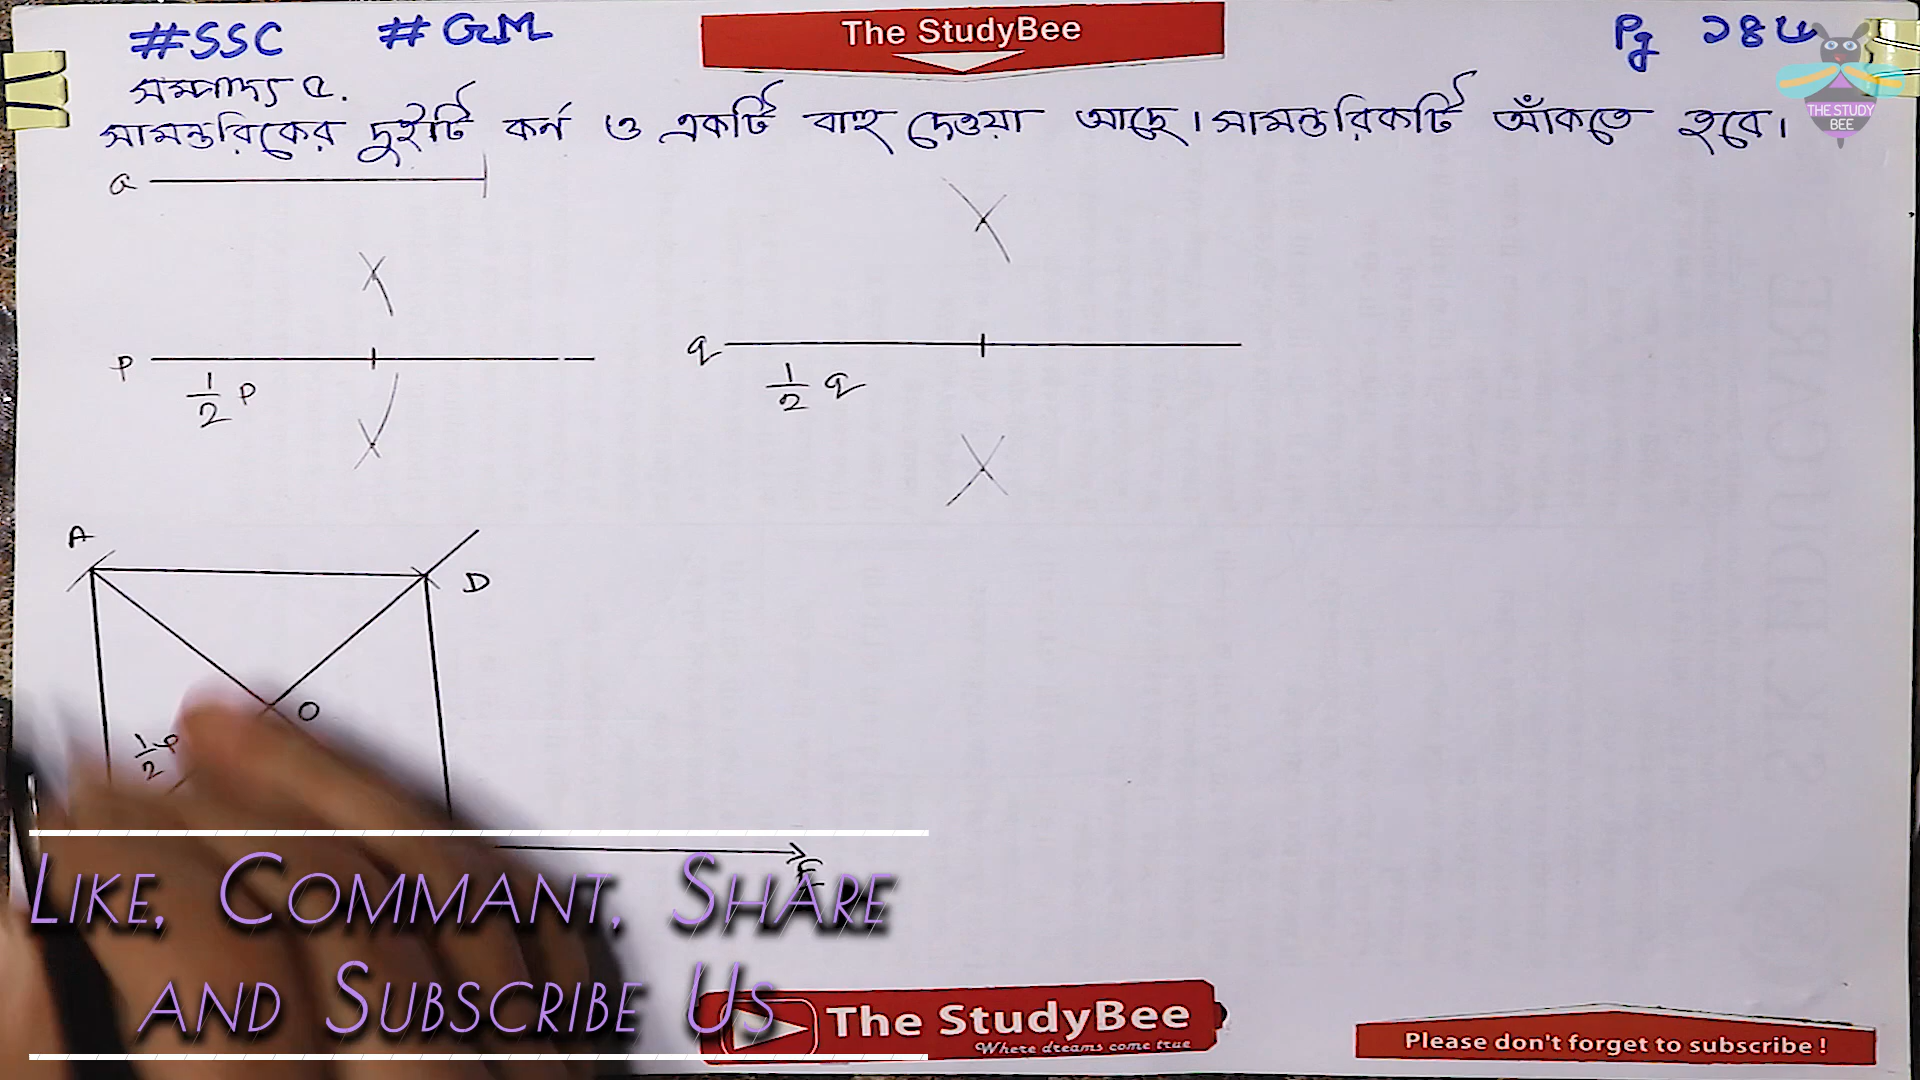 #SSC #GM The StudyBee Pg ১৪৬
THE STUDY
BEE
সম্পাদ্য ৫.
সামন্তরিকের দুইটি কর্ন ও একটি বাহু দেওয়া আছে। সামন্তরিকটি আঁকতে হবে।
a
P
1/2 P
q
1/2 q
A
D
O
1/2 P
E
LIKE, COMMANT, SHARE
AND SUBSCRIBE US
The StudyBee
Where dreams come true
Please don't forget to subscribe !